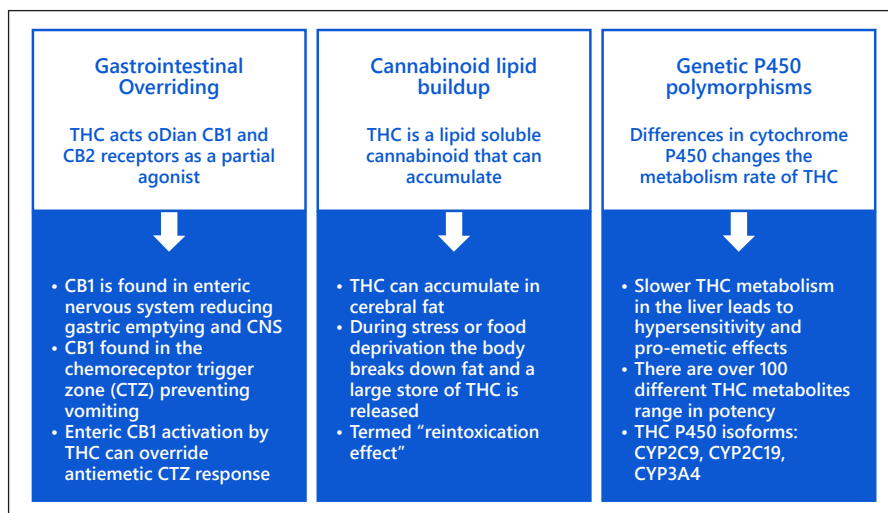 Gastrointestinal
Overriding
THC acts oDian CB1 and
CB2 receptors as a partial
agonist
• CB1 is found in enteric
nervous system reducing
gastric emptying and CNS
• CB1 found in the
chemoreceptor trigger
zone (CTZ) preventing
vomiting
• Enteric CB1 activation by
THC can override
antiemetic CTZ response
Cannabinoid lipid
buildup
THC is a lipid soluble
cannabinoid that can
accumulate
• THC can accumulate in
cerebral fat
• During stress or food
deprivation the body
breaks down fat and a
large store of THC is
released
• Termed “reintoxication
effect”
Genetic P450
polymorphisms
Differences in cytochrome
P450 changes the
metabolism rate of THC
• Slower THC metabolism
in the liver leads to
hypersensitivity and
pro-emetic effects
• There are over 100
different THC metabolites
range in potency
• THC P450 isoforms:
CYP2C9, CYP2C19,
CYP3A4